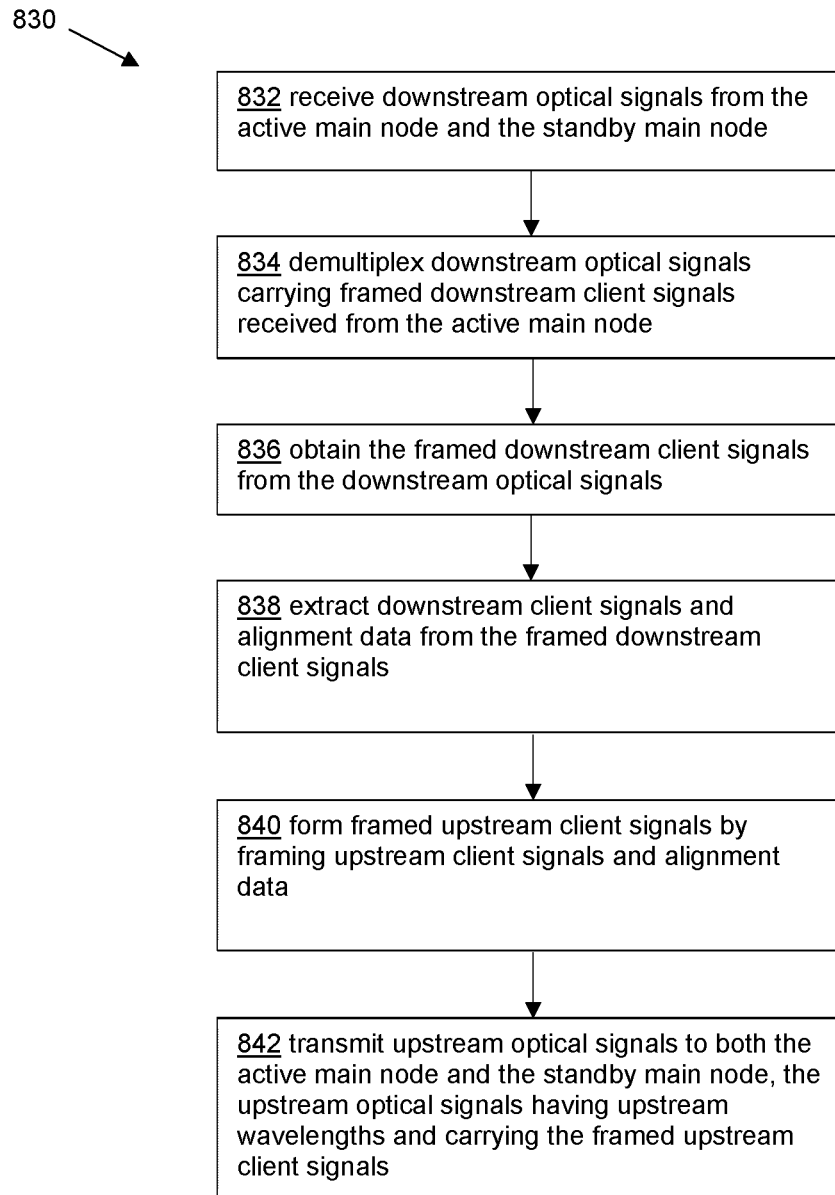 830
832 receive downstream optical signals from the
active main node and the standby main node
834 demultiplex downstream optical signals
carrying framed downstream client signals
received from the active main node
836 obtain the framed downstream client signals
from the downstream optical signals
838 extract downstream client signals and
alignment data from the framed downstream
client signals
840 form framed upstream client signals by
framing upstream client signals and alignment
data
842 transmit upstream optical signals to both the
active main node and the standby main node, the
upstream optical signals having upstream
wavelengths and carrying the framed upstream
client signals